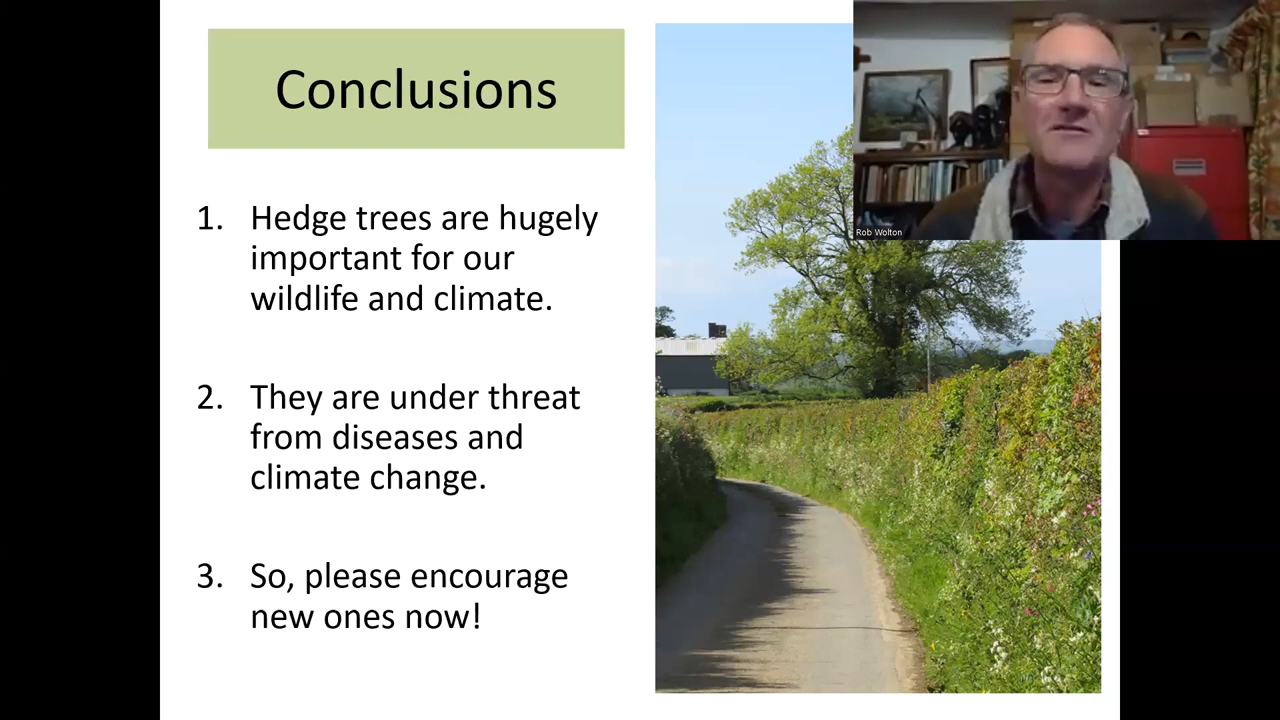 Conclusions
1. Hedge trees are hugely
important for our
wildlife and climate.
2. They are under threat
from diseases and
climate change.
3. So, please encourage
new ones now!
Rob Wolton